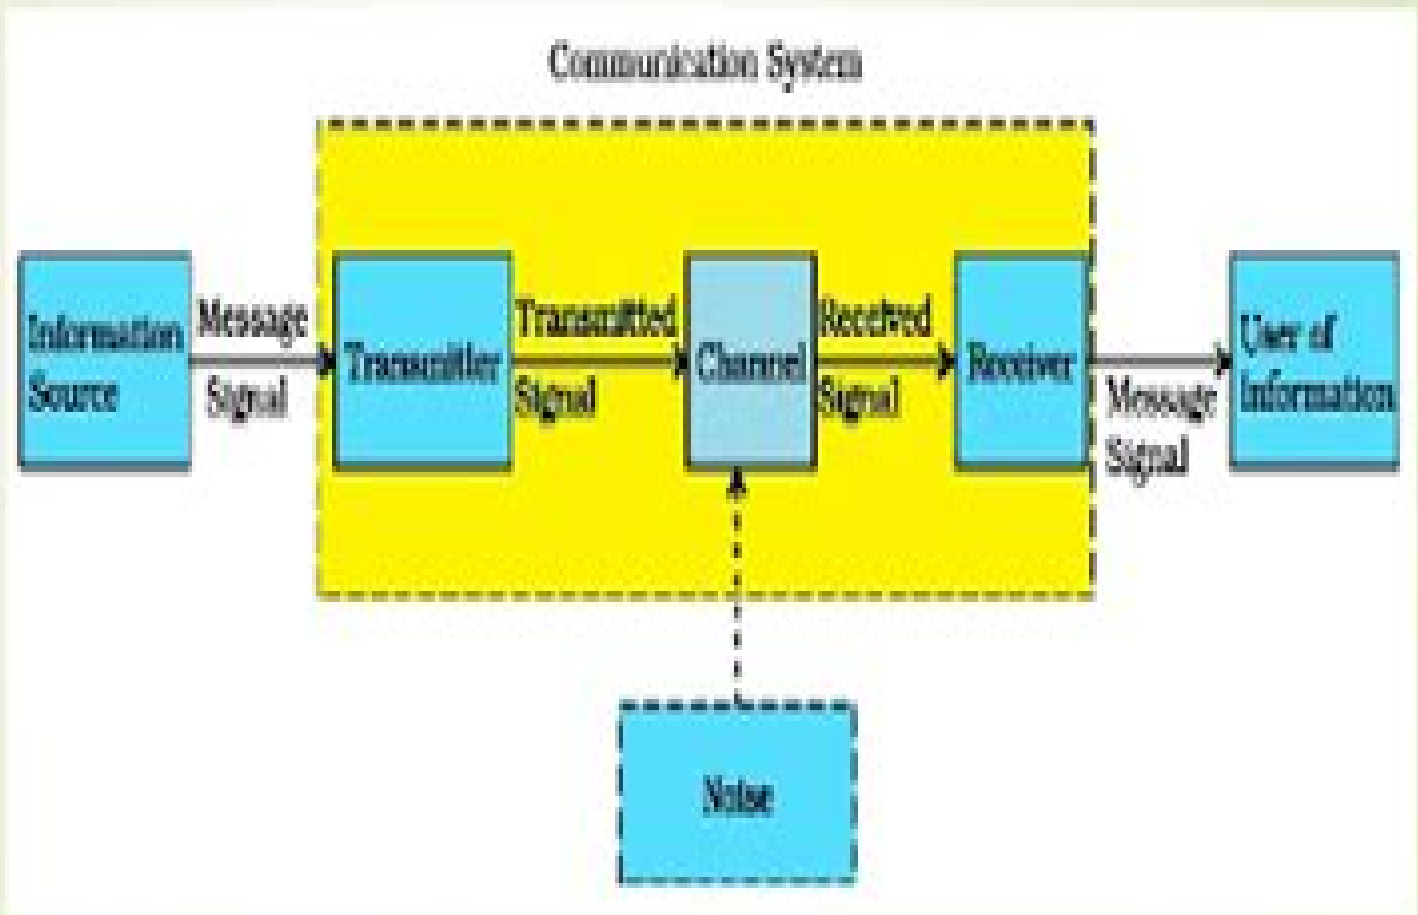 Communication System
Information
Source
Message
Signal
Transmitter
Transmitted
Signal
Channel
Received
Signal
Receiver
Message
Signal
User of
Information
Noise